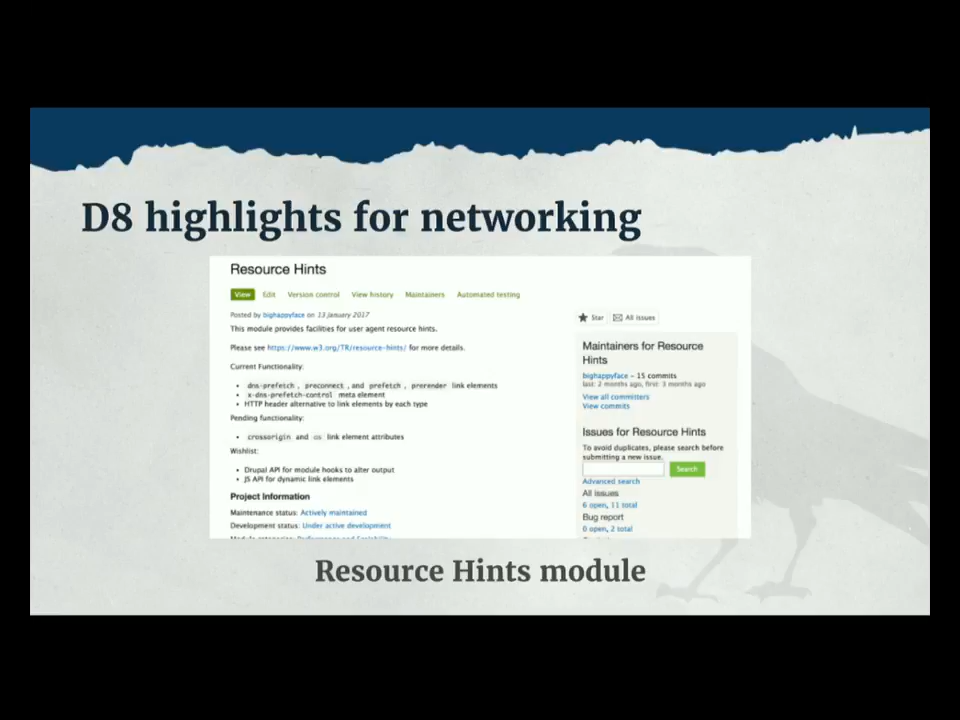 D8 highlights for networking
Resource Hints
View Edit Version control View history Maintainers Automated testing
Posted by bighappyface on 13 January 2017
This module provides facilities for user agent resource hints.
Please see https://www.w3.org/TR/resource-hints/ for more details.
Current Functionality:
• dns-prefetch , preconnect , and prefetch , prerender link elements
• x-dns-prefetch-control meta element
• HTTP header alternative to link elements by each type
Pending functionality:
• crossorigin and as link element attributes
Wishlist:
• Drupal API for module hooks to alter output
• JS API for dynamic link elements
Project Information
Maintenance status: Actively maintained
Development status: Under active development
Star All issues
Maintainers for Resource
Hints
bighappyface – 15 commits
last: 2 months ago, first: 3 months ago
View all committers
View commits
Issues for Resource Hints
To avoid duplicates, please search before
submitting a new issue.
Search
Advanced search
All issues
6 open, 11 total
Bug report
0 open, 2 total
Resource Hints module